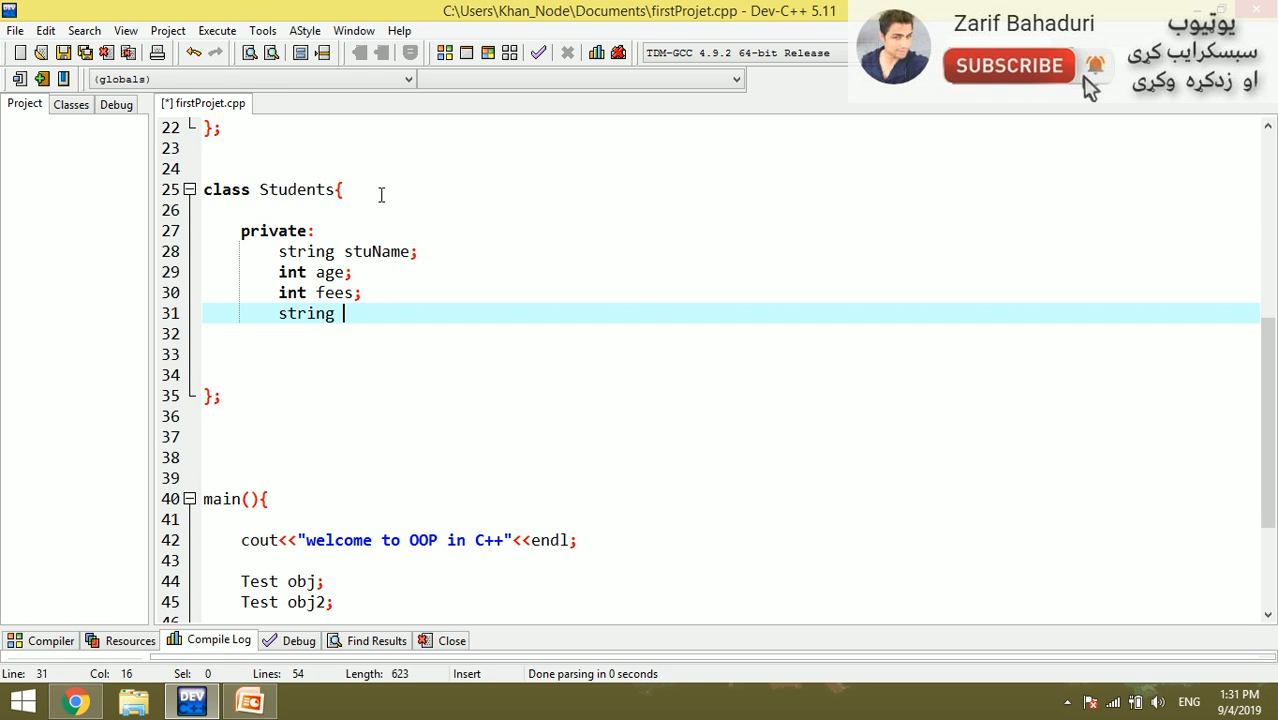 C:\Users\Khan_Node\Documents\firstProjet.cpp - Dev-C++ 5.11
File Edit Search View Project Execute Tools AStyle Window Help
TDM-GCC 4.9.2 64-bit Release
(globals)
Zarif Bahaduri
SUBSCRIBE
یوټیوب
سبسکرایب کړی
او زدکړه وکړی
Project Classes Debug
[*] firstProjet.cpp
22 };
23
24
25 class Students{
26
27 private:
28 string stuName;
29 int age;
30 int fees;
31 string
32
33
34
35 };
36
37
38
39
40 main(){
41
42 cout<<"welcome to OOP in C++"<<endl;
43
44 Test obj;
45 Test obj2;
46
Compiler Resources Compile Log Debug Find Results Close
Line: 31 Col: 16 Sel: 0 Lines: 54 Length: 623 Insert Done parsing in 0 seconds
DEV
ENG
1:31 PM
9/4/2019